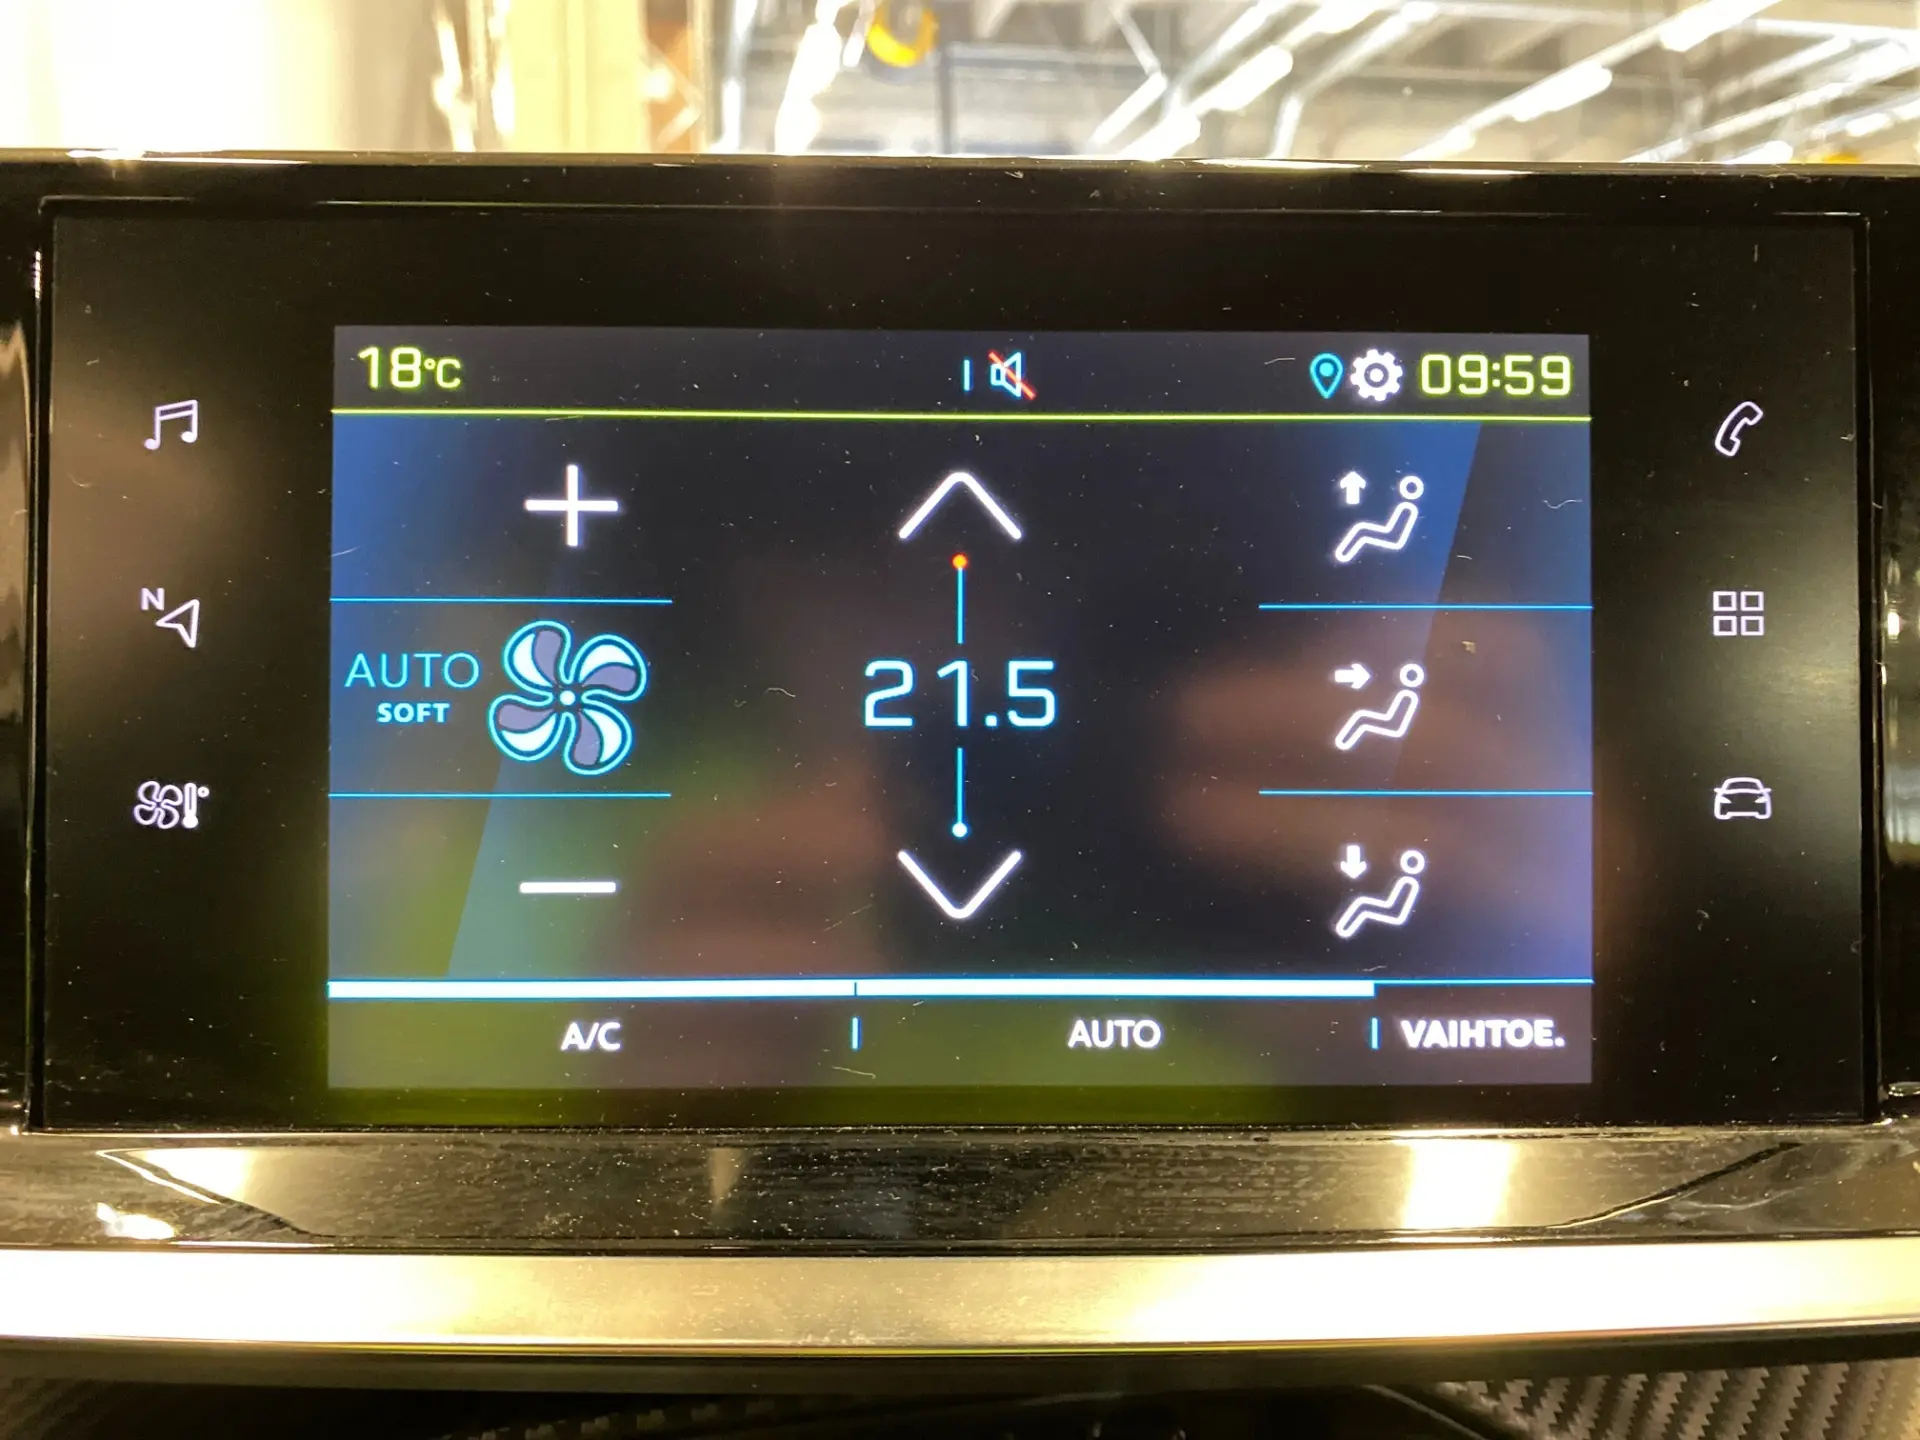 18°C
09:59
N
AUTO
SOFT
21.5
A/C
AUTO
VAIHTOE.